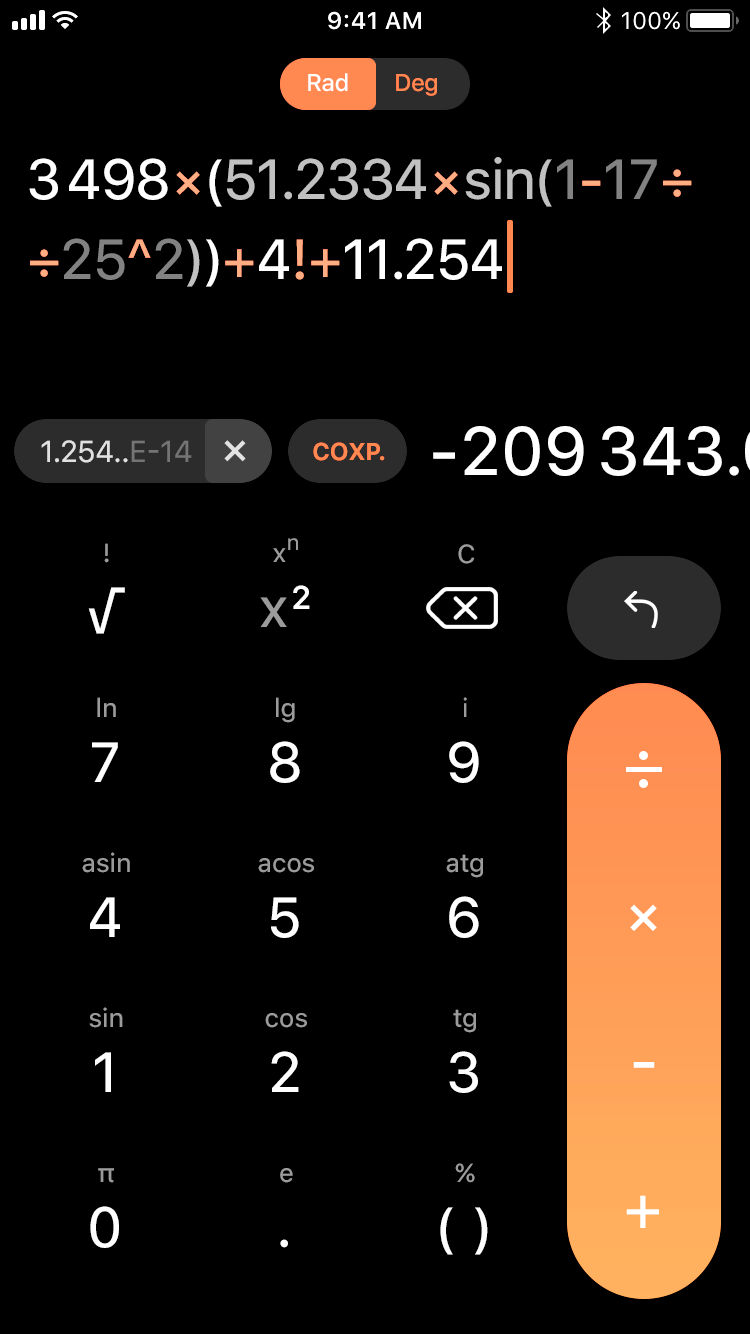 9:41 AM 100%
Rad Deg
3 498×(51.2334×sin(1-17÷
÷25^2))+4!+11.254
1.254..E-14 × СОХР. -209 343.
! xⁿ C
√ x²
ln lg i
7 8 9 ÷
asin acos atg
4 5 6 ×
sin cos tg
1 2 3 -
π e %
0 . ( ) +